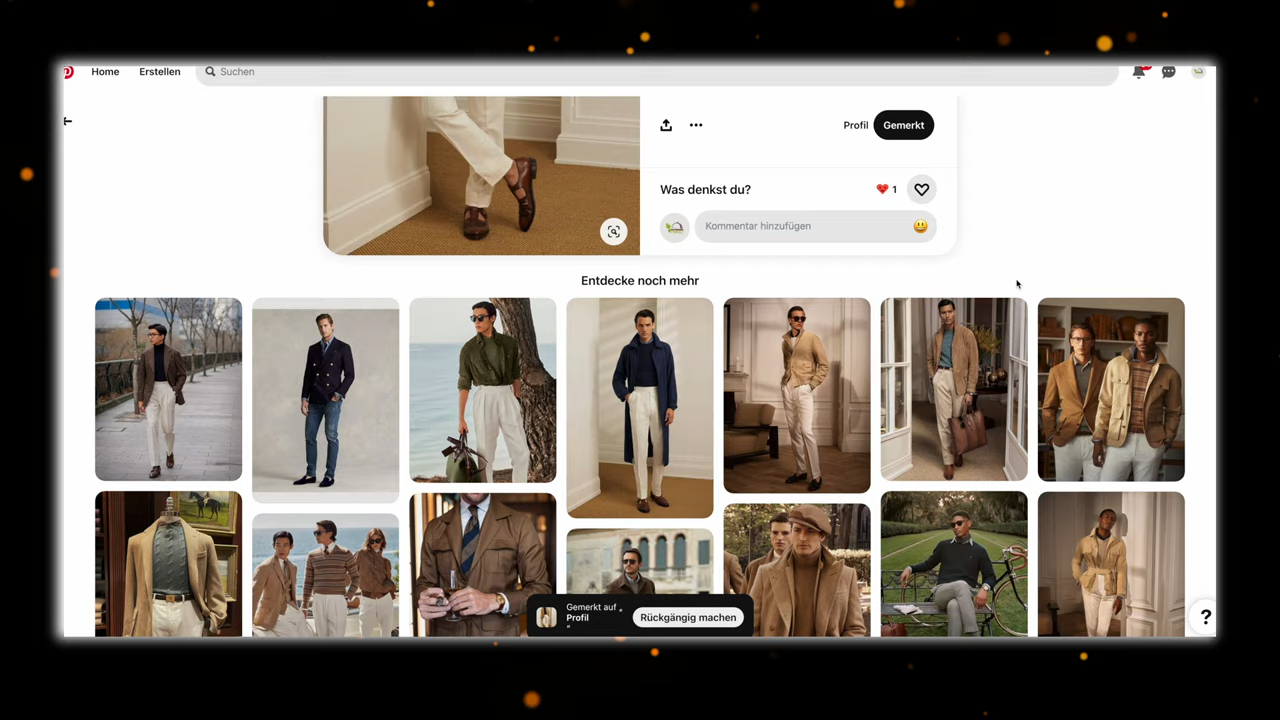 Home Erstellen Suchen
Profil Gemerkt
Was denkst du? 1
Kommentar hinzufügen
Entdecke noch mehr
Gemerkt auf „
Profil
“
Rückgängig machen
?